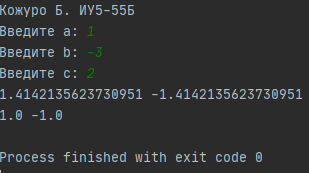 Кожуро Б. ИУ5-55Б
Введите a: 1
Введите b: -3
Введите c: 2
1.4142135623730951 -1.4142135623730951
1.0 -1.0
Process finished with exit code 0